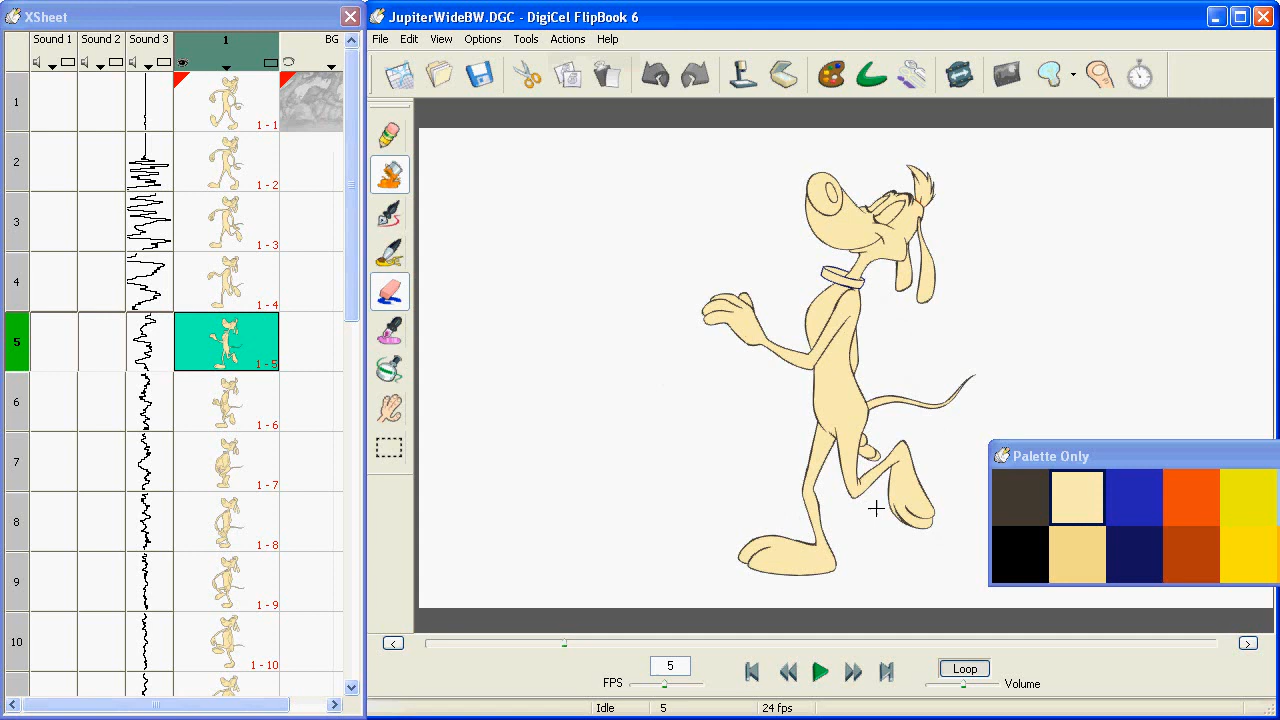 XSheet
Sound 1 Sound 2 Sound 3 1 BG
1 1 - 1
2 1 - 2
3 1 - 3
4 1 - 4
5 1 - 5
6 1 - 6
7 1 - 7
8 1 - 8
9 1 - 9
10 1 - 10
JupiterWideBW.DGC - DigiCel FlipBook 6
File Edit View Options Tools Actions Help
Palette Only
< >
5
FPS Loop Volume
Idle 5 24 fps